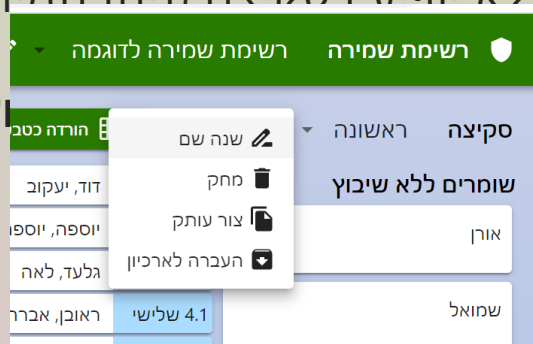 רשימת שמירה רשימת שמירה לדוגמה
סקיצה ראשונה
הורדה כטב
שנה שם
מחק
צור עותק
העברה לארכיון
שומרים ללא שיבוץ
אורן
שמואל
דוד, יעקוב
יוספה, יוספ
גלעד, לאה
4.1 שלישי
ראובן, אברה